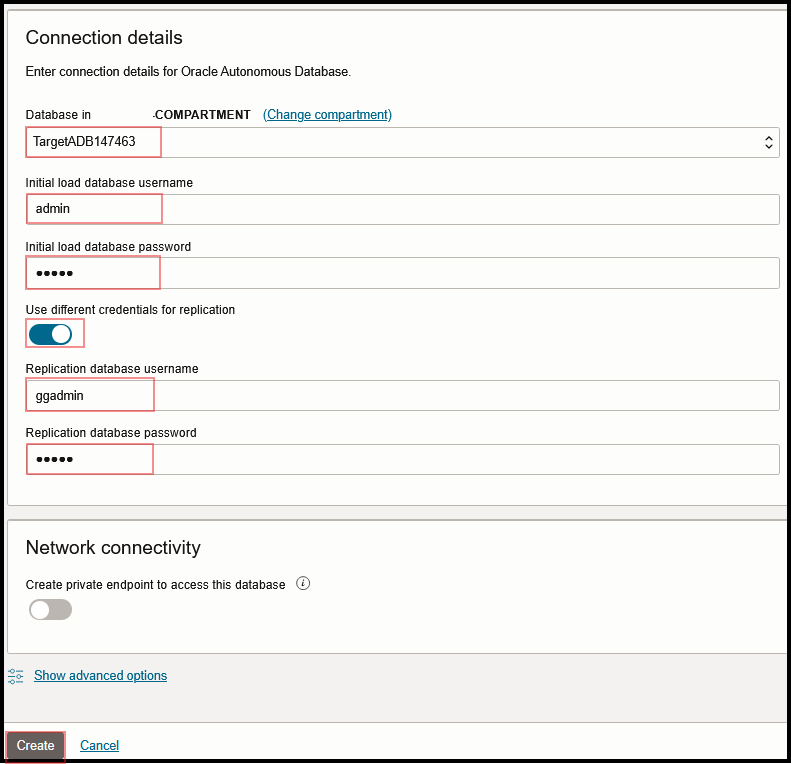 Connection details
Enter connection details for Oracle Autonomous Database.
Database in -COMPARTMENT (Change compartment)
TargetADB147463
Initial load database username
admin
Initial load database password
•••••
Use different credentials for replication
Replication database username
ggadmin
Replication database password
•••••
Network connectivity
Create private endpoint to access this database i
Show advanced options
Create Cancel